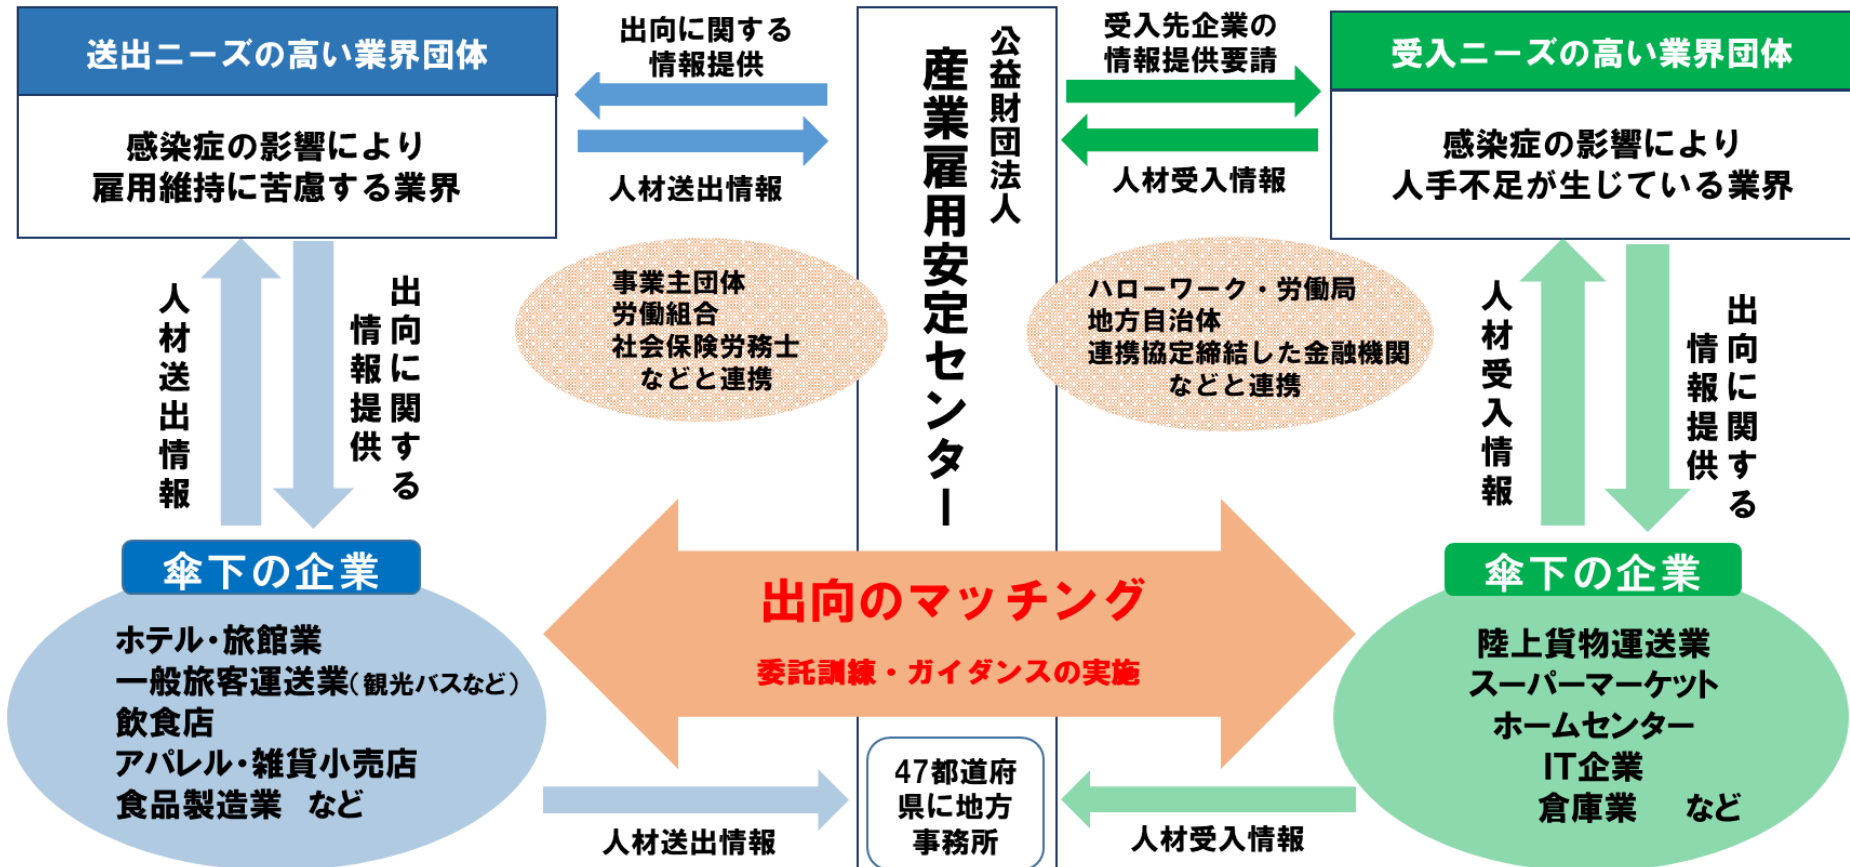 送出ニーズの高い業界団体
感染症の影響により
雇用維持に苦慮する業界
出向に関する
情報提供
人材送出情報
公益財団法人
産業雇用安定センター
受入先企業の
情報提供要請
人材受入情報
受入ニーズの高い業界団体
感染症の影響により
人手不足が生じている業界
人材送出情報
出向に関する
情報提供
事業主団体
労働組合
社会保険労務士
などと連携
ハローワーク・労働局
地方自治体
連携協定締結した金融機関
などと連携
人材受入情報
出向に関する
情報提供
傘下の企業
ホテル・旅館業
一般旅客運送業(観光バスなど)
飲食店
アパレル・雑貨小売店
食品製造業 など
出向のマッチング
委託訓練・ガイダンスの実施
傘下の企業
陸上貨物運送業
スーパーマーケット
ホームセンター
IT企業
倉庫業 など
人材送出情報
47都道府
県に地方
事務所
人材受入情報